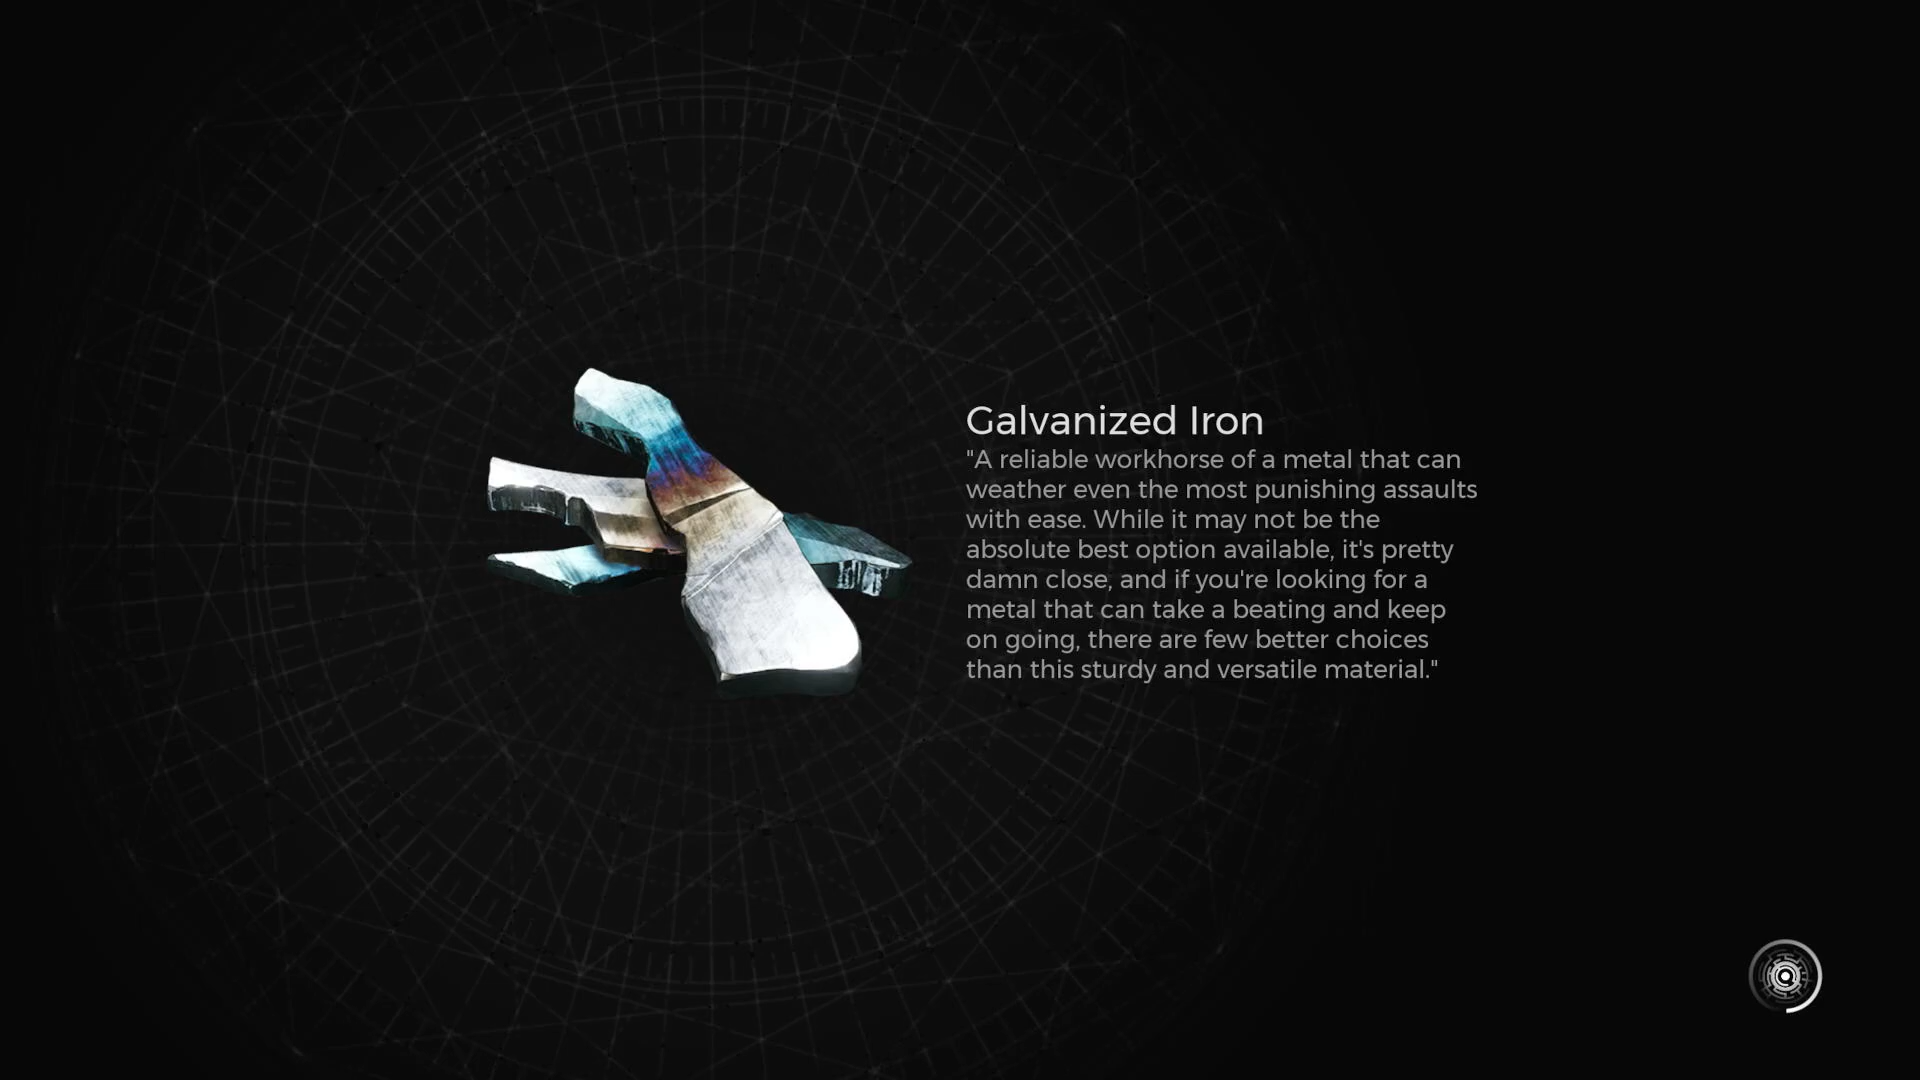 Galvanized Iron
"A reliable workhorse of a metal that can
weather even the most punishing assaults
with ease. While it may not be the
absolute best option available, it's pretty
damn close, and if you're looking for a
metal that can take a beating and keep
on going, there are few better choices
than this sturdy and versatile material."